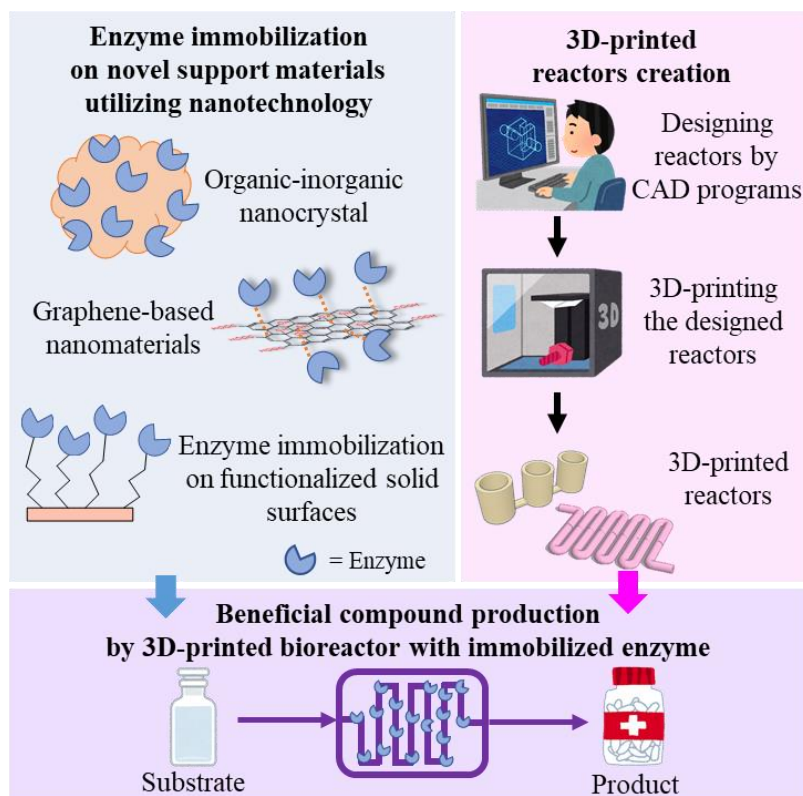 Enzyme immobilization
on novel support materials
utilizing nanotechnology
Organic-inorganic
nanocrystal
Graphene-based
nanomaterials
Enzyme immobilization
on functionalized solid
surfaces
= Enzyme
3D-printed
reactors creation
Designing
reactors by
CAD programs
3D-printing
the designed
reactors
3D
3D-printed
reactors
Beneficial compound production
by 3D-printed bioreactor with immobilized enzyme
Substrate
Product